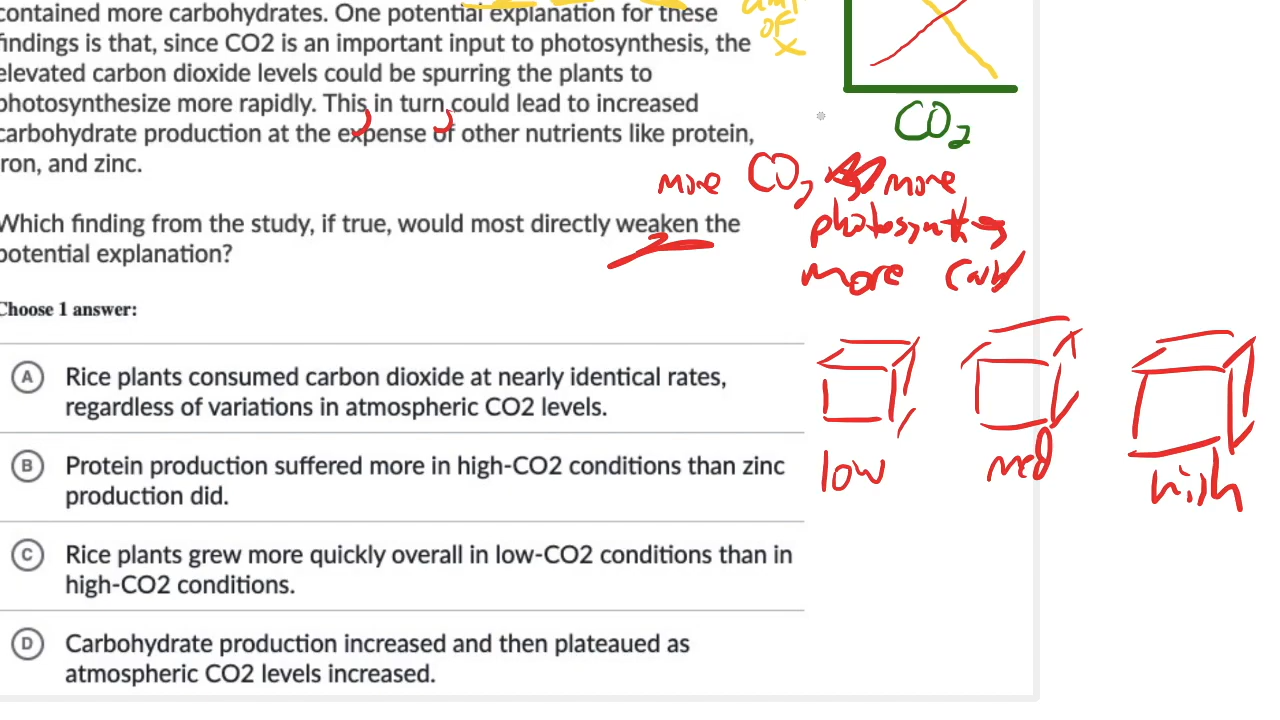 contained more carbohydrates. One potential explanation for these
findings is that, since CO2 is an important input to photosynthesis, the
elevated carbon dioxide levels could be spurring the plants to
photosynthesize more rapidly. This, in turn, could lead to increased
carbohydrate production at the expense of other nutrients like protein,
iron, and zinc.
Which finding from the study, if true, would most directly weaken the
potential explanation?
Choose 1 answer:
A Rice plants consumed carbon dioxide at nearly identical rates,
regardless of variations in atmospheric CO2 levels.
B Protein production suffered more in high-CO2 conditions than zinc
production did.
C Rice plants grew more quickly overall in low-CO2 conditions than in
high-CO2 conditions.
D Carbohydrate production increased and then plateaued as
atmospheric CO2 levels increased.
of
x
CO2
more CO2 more
more carb
low
med
high